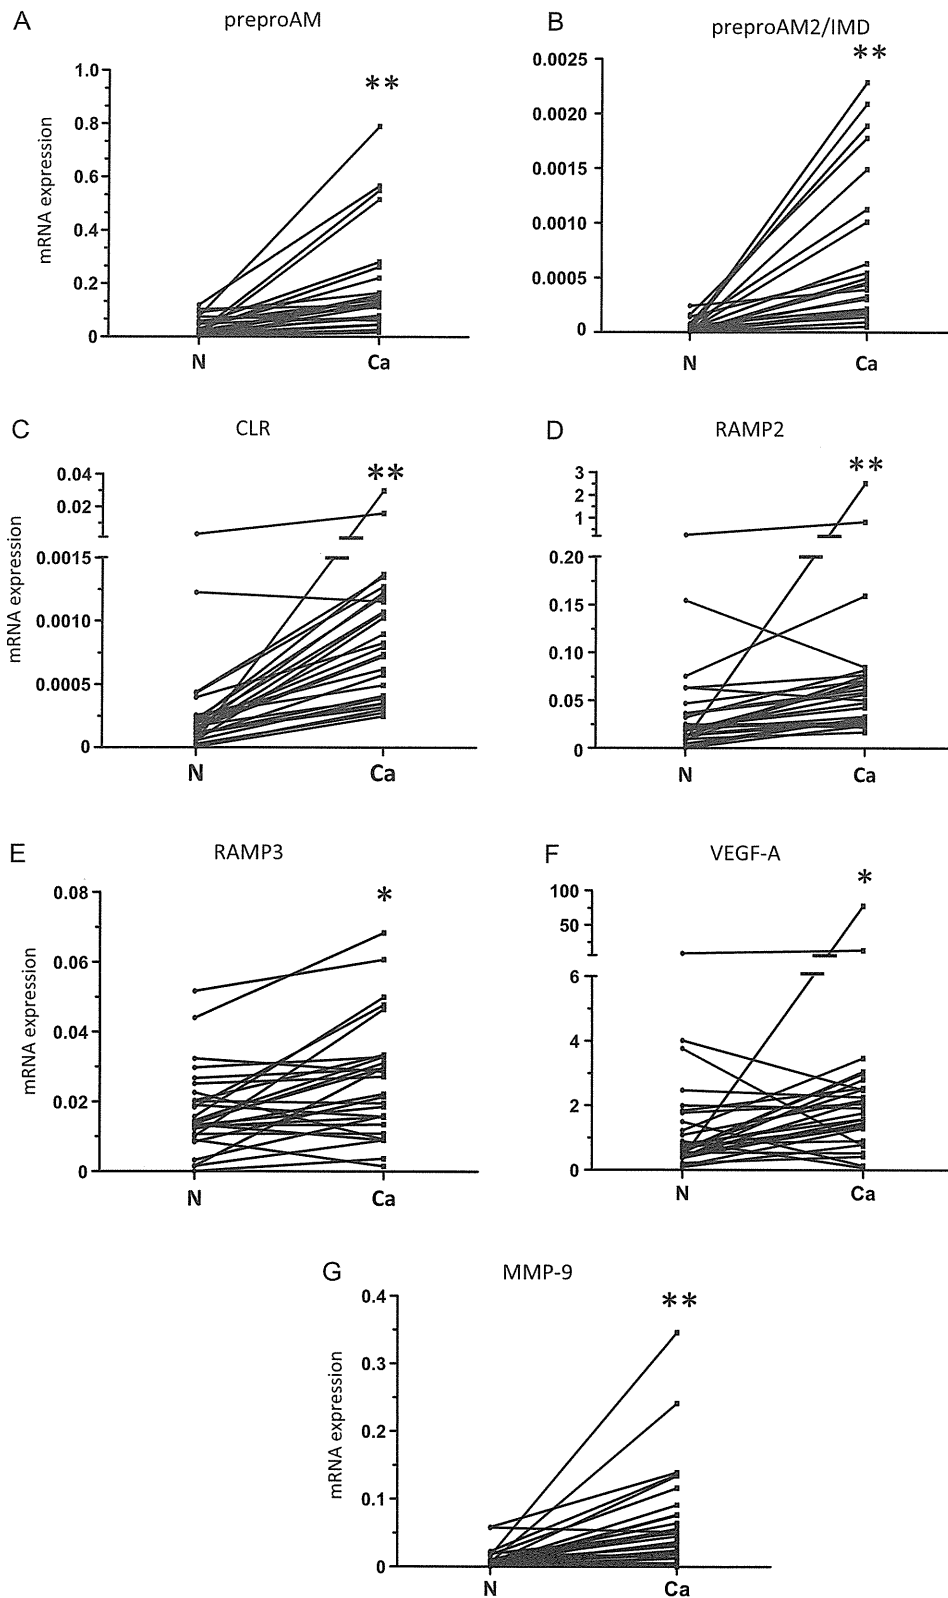 A preproAM
mRNA expression
**
1.0
0.8
0.6
0.4
0.2
0
N Ca
B preproAM2/IMD
**
0.0025
0.0020
0.0015
0.0010
0.0005
0
N Ca
C CLR
mRNA expression
**
0.04
0.02
0.0015
0.0010
0.0005
0
N Ca
D RAMP2
**
3
2
1
0.20
0.15
0.10
0.05
0
N Ca
E RAMP3
mRNA expression
*
0.08
0.06
0.04
0.02
0
N Ca
F VEGF-A
*
100
50
6
4
2
0
N Ca
G MMP-9
mRNA expression
**
0.4
0.3
0.2
0.1
0
N Ca